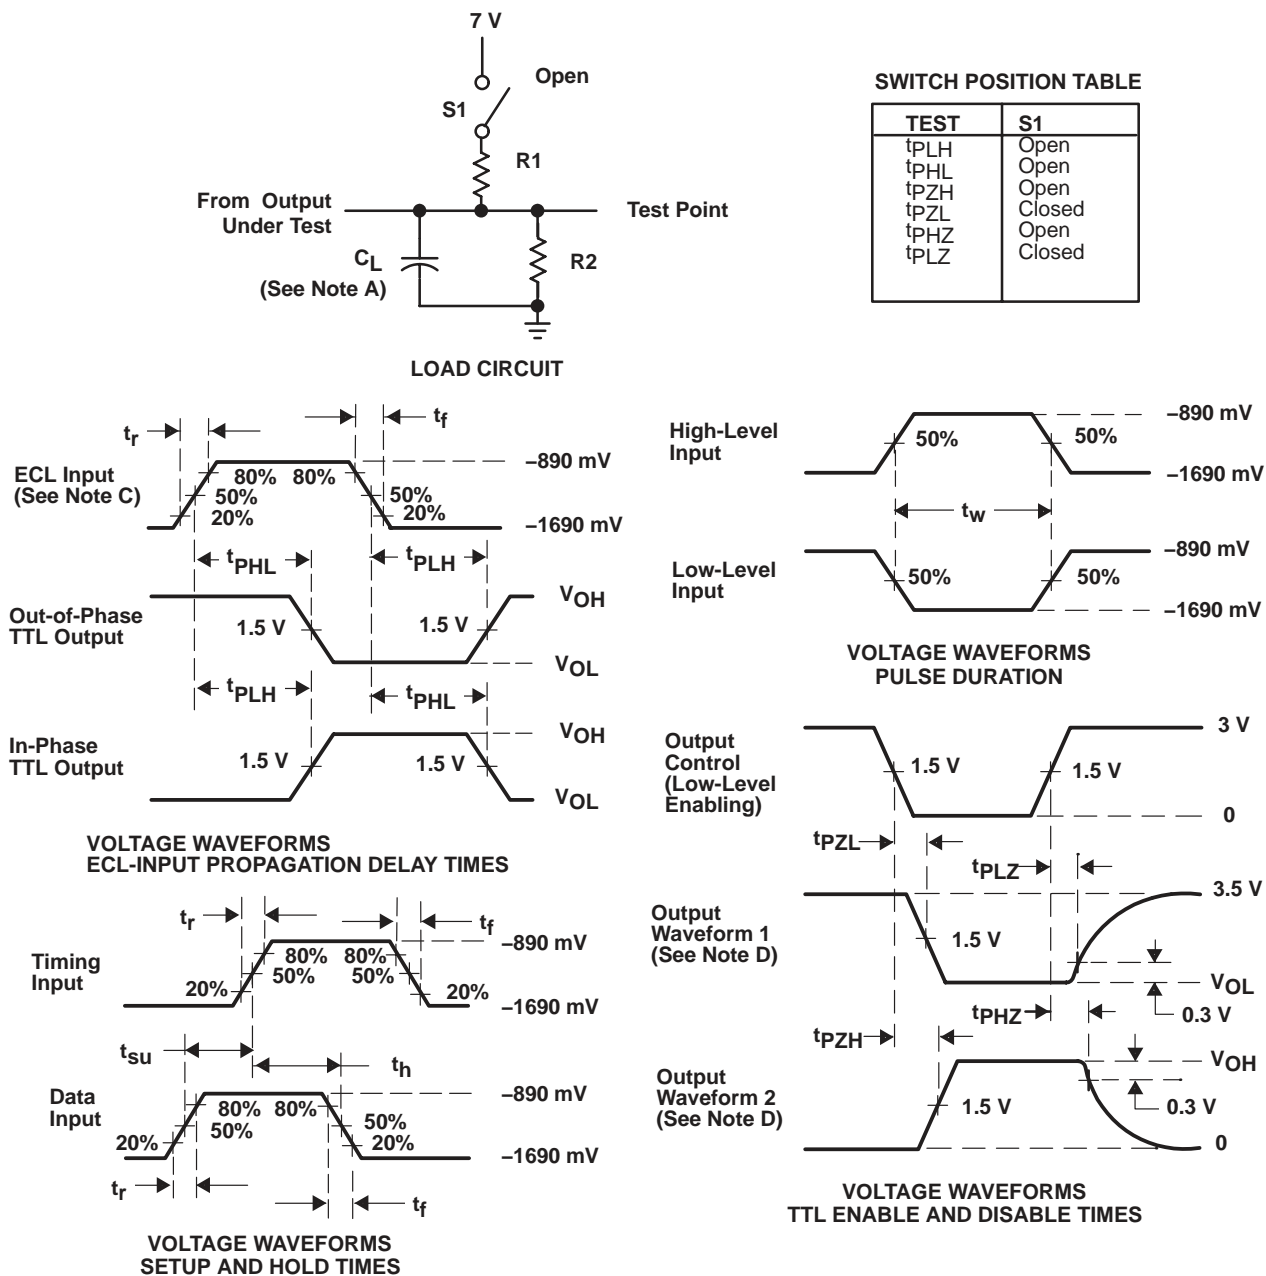 7 V
Open
S1
R1
From Output
Under Test
Test Point
CL
(See Note A)
R2
LOAD CIRCUIT
SWITCH POSITION TABLE
TEST S1
tPLH Open
tPHL Open
tPZH Open
tPZL Closed
tPHZ Open
tPLZ Closed
tr
tf
ECL Input
(See Note C)
80% 80%
50% 50%
20% 20%
–890 mV
–1690 mV
tPHL
tPLH
Out-of-Phase
TTL Output
1.5 V 1.5 V
VOH
VOL
tPLH
tPHL
In-Phase
TTL Output
1.5 V 1.5 V
VOH
VOL
VOLTAGE WAVEFORMS
ECL-INPUT PROPAGATION DELAY TIMES
tr
tf
Timing
Input
80% 80%
50% 50%
20% 20%
–890 mV
–1690 mV
tsu
th
Data
Input
80% 80%
50% 50%
20% 20%
–890 mV
–1690 mV
tr
tf
VOLTAGE WAVEFORMS
SETUP AND HOLD TIMES
High-Level
Input
50% 50%
–890 mV
–1690 mV
tw
Low-Level
Input
50% 50%
–890 mV
–1690 mV
VOLTAGE WAVEFORMS
PULSE DURATION
Output
Control
(Low-Level
Enabling)
1.5 V 1.5 V
3 V
0
tPZL
tPLZ
Output
Waveform 1
(See Note D)
1.5 V
3.5 V
VOL
0.3 V
tPHZ
tPZH
Output
Waveform 2
(See Note D)
1.5 V
VOH
0.3 V
0
VOLTAGE WAVEFORMS
TTL ENABLE AND DISABLE TIMES